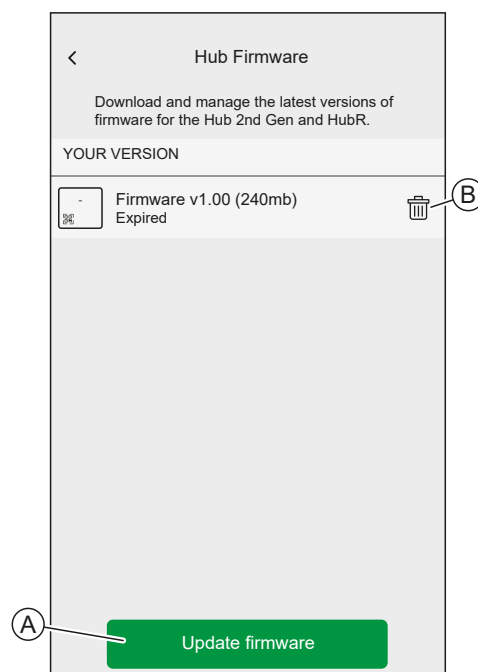 Hub Firmware
Download and manage the latest versions of
firmware for the Hub 2nd Gen and HubR.
YOUR VERSION
Firmware v1.00 (240mb)
Expired
B
A
Update firmware